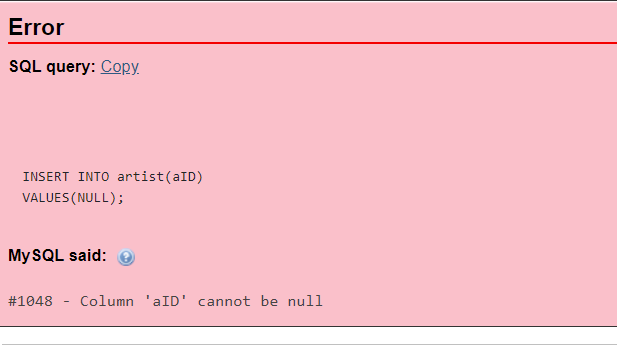 Error
SQL query: Copy
INSERT INTO artist(aID)
VALUES(NULL);
MySQL said:
#1048 - Column 'aID' cannot be null